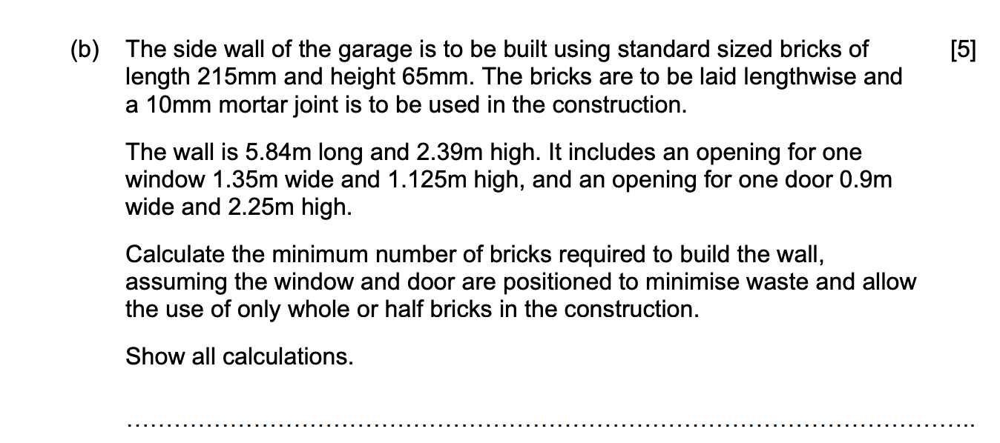 (b) The side wall of the garage is to be built using standard sized bricks of [5]
length 215mm and height 65mm. The bricks are to be laid lengthwise and
a 10mm mortar joint is to be used in the construction.
The wall is 5.84m long and 2.39m high. It includes an opening for one
window 1.35m wide and 1.125m high, and an opening for one door 0.9m
wide and 2.25m high.
Calculate the minimum number of bricks required to build the wall,
assuming the window and door are positioned to minimise waste and allow
the use of only whole or half bricks in the construction.
Show all calculations.